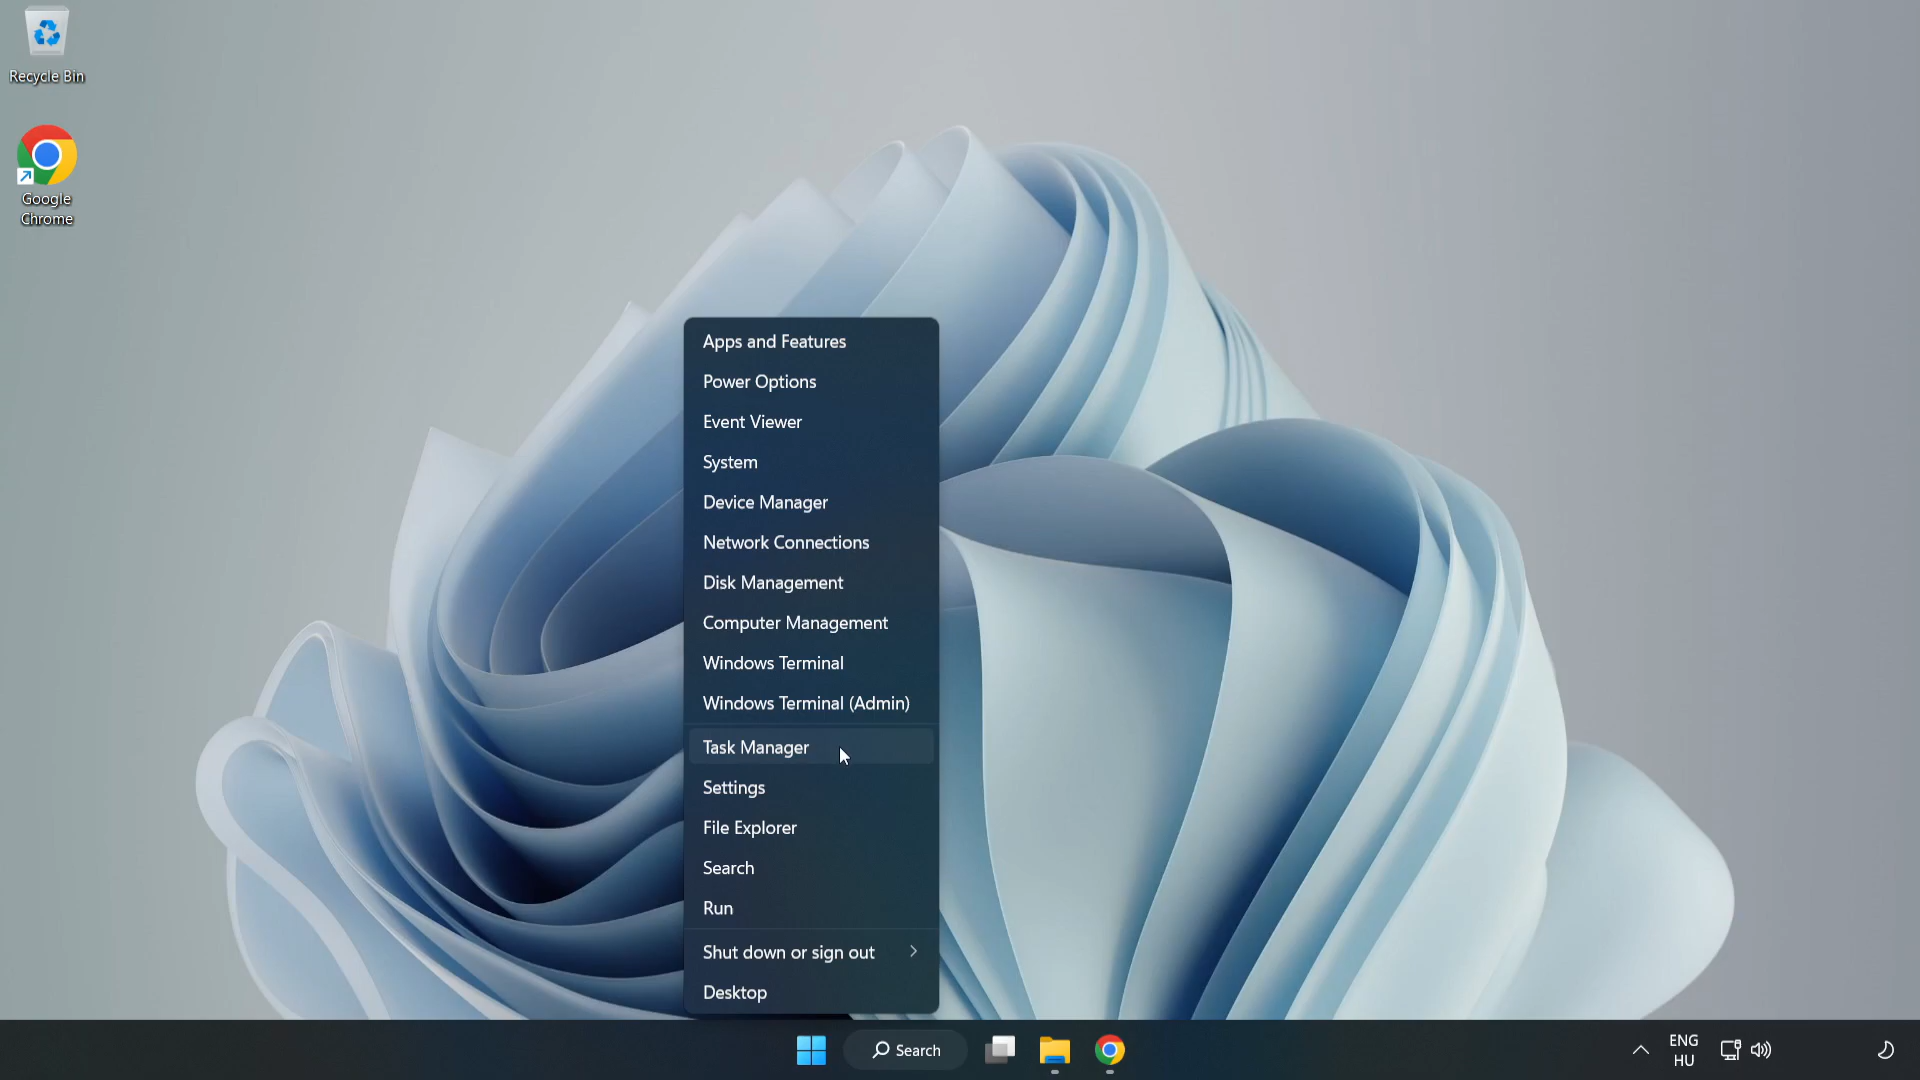 Recycle Bin
Google
Chrome
Apps and Features
Power Options
Event Viewer
System
Device Manager
Network Connections
Disk Management
Computer Management
Windows Terminal
Windows Terminal (Admin)
Task Manager
Settings
File Explorer
Search
Run
Shut down or sign out
Desktop
Search
ENG
HU